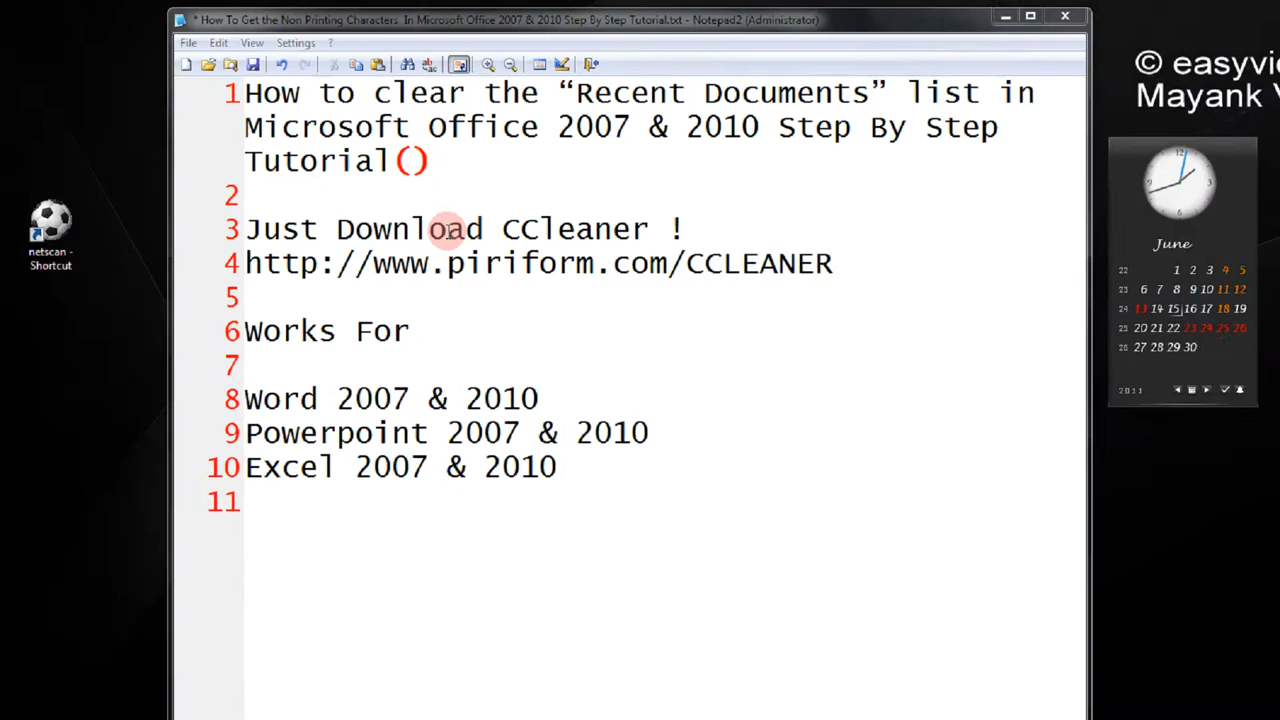 * How To Get the Non Printing Characters  In Microsoft Office 2007 & 2010 Step By Step Tutorial.txt - Notepad2 (Administrator)
File Edit View Settings ?
© easyvi
Mayank
1 How to clear the “Recent Documents” list in
Microsoft Office 2007 & 2010 Step By Step
Tutorial()
2
3 Just Download CCleaner !
4 http://www.piriform.com/CCLEANER
5
6 Works For
7
8 Word 2007 & 2010
9 Powerpoint 2007 & 2010
10 Excel 2007 & 2010
11
netscan -
Shortcut
12
3
6
9
June
22 1 2 3 4 5
23 6 7 8 9 10 11 12
24 13 14 15 16 17 18 19
25 20 21 22 23 24 25 26
26 27 28 29 30
2011